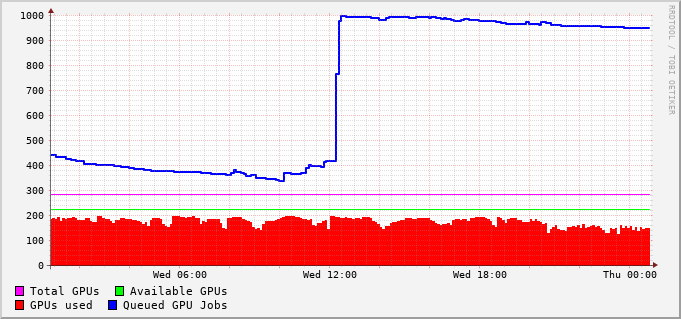 1000
900
800
700
600
500
400
300
200
100
0
Wed 06:00 Wed 12:00 Wed 18:00 Thu 00:00
Total GPUs Available GPUs
GPUs used Queued GPU Jobs
RRDTOOL / TOBI OETIKER